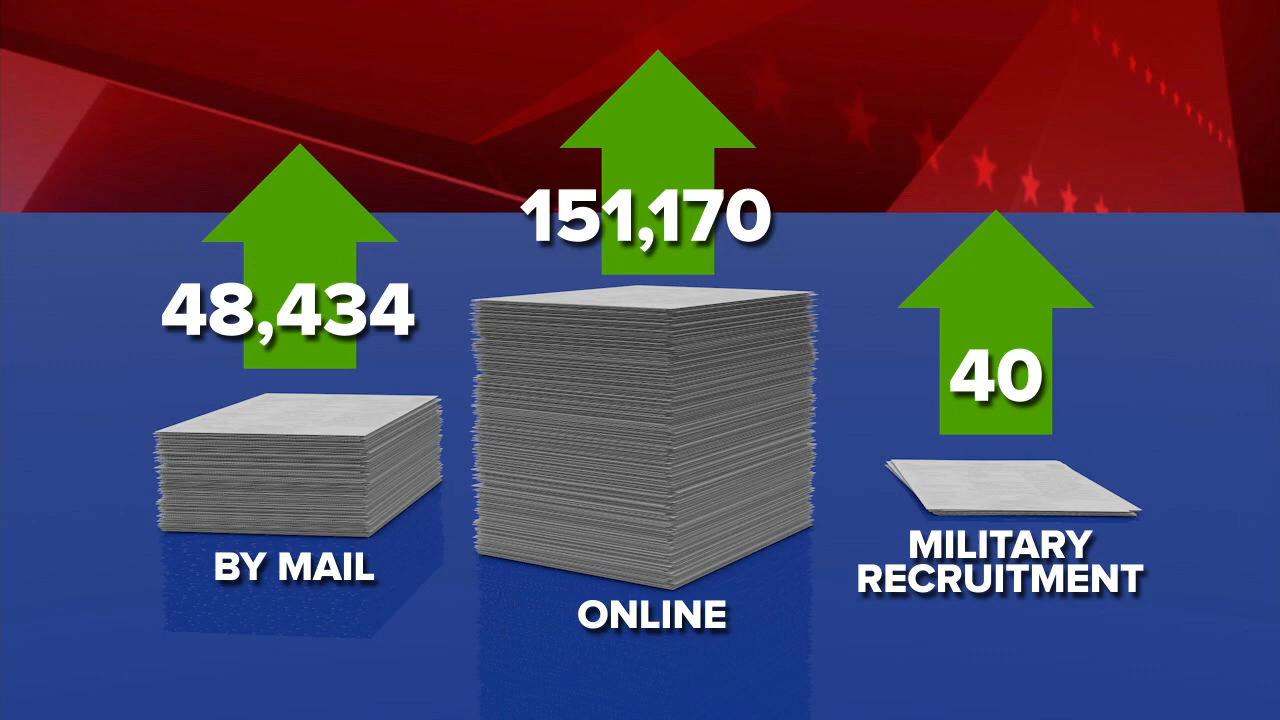 48,434
BY MAIL
151,170
ONLINE
40
MILITARY
RECRUITMENT